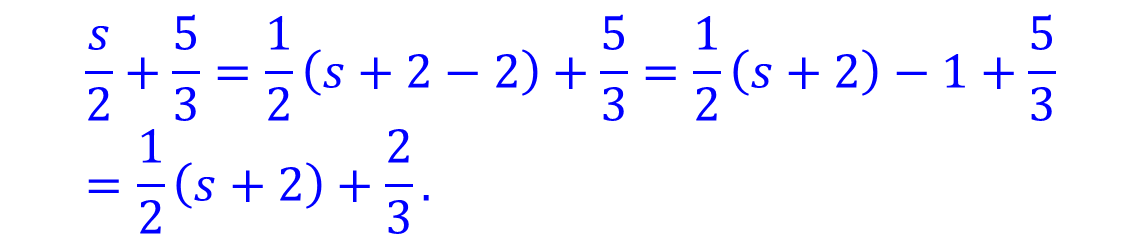 s/2 + 5/3 = 1/2 (s + 2 − 2) + 5/3 = 1/2 (s + 2) − 1 + 5/3
= 1/2 (s + 2) + 2/3.